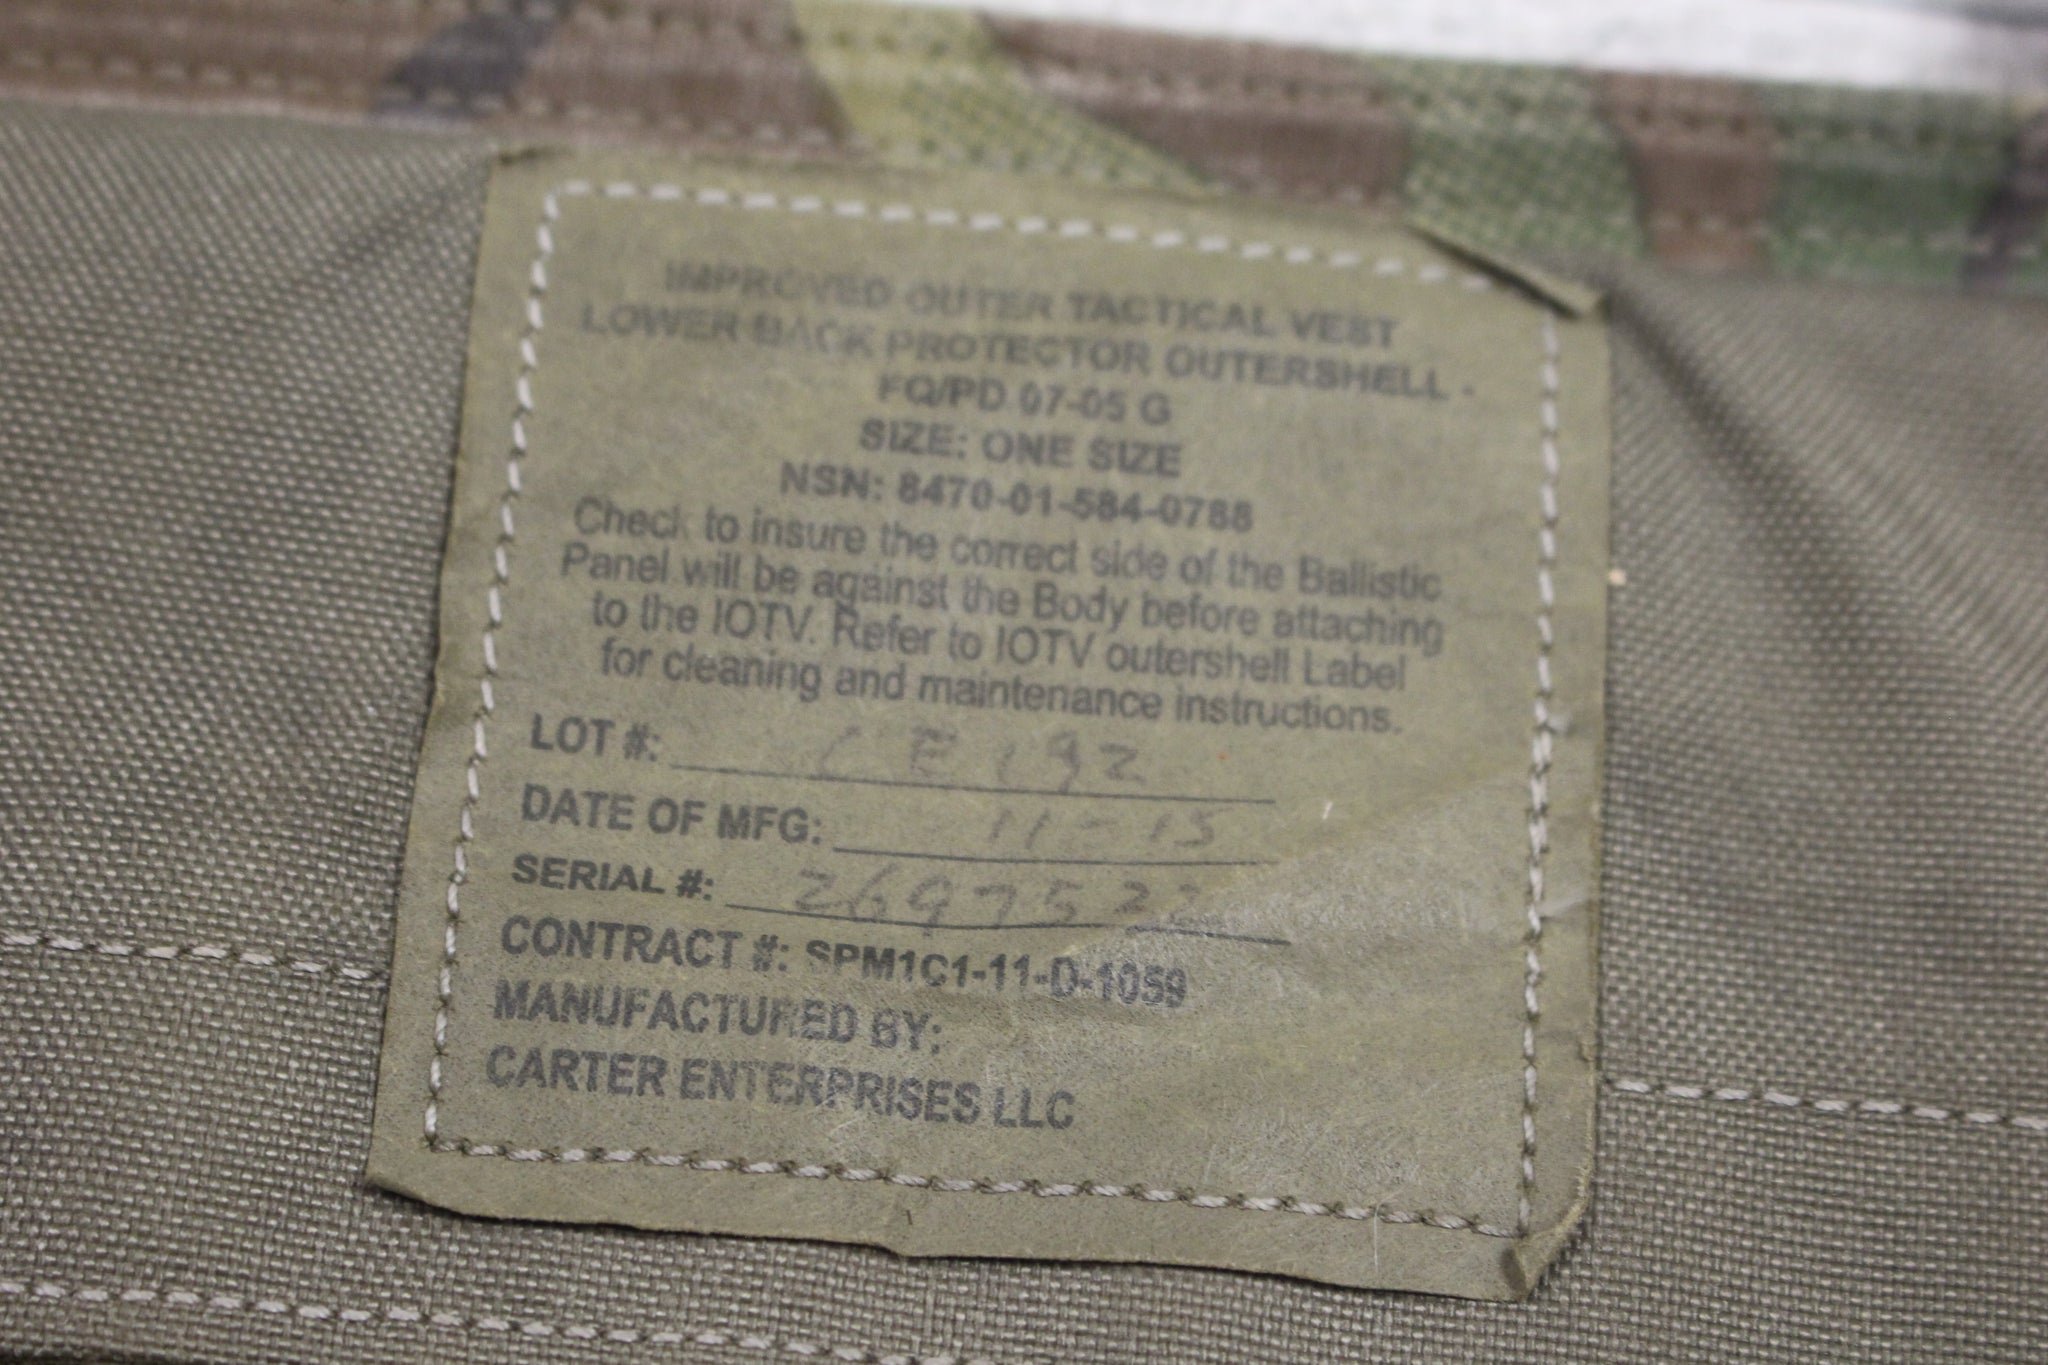 IMPROVED OUTER TACTICAL VEST
LOWER BACK PROTECTOR OUTERSHELL -
FQ/PD 07-05 G
SIZE: ONE SIZE
NSN: 8470-01-584-0788
Check to insure the correct side of the Ballistic
Panel will be against the Body before attaching
to the IOTV. Refer to IOTV outershell Label
for cleaning and maintenance instructions.
LOT #:
DATE OF MFG: 11-15
SERIAL #:
CONTRACT #: SPM1C1-11-D-1059
MANUFACTURED BY:
CARTER ENTERPRISES LLC